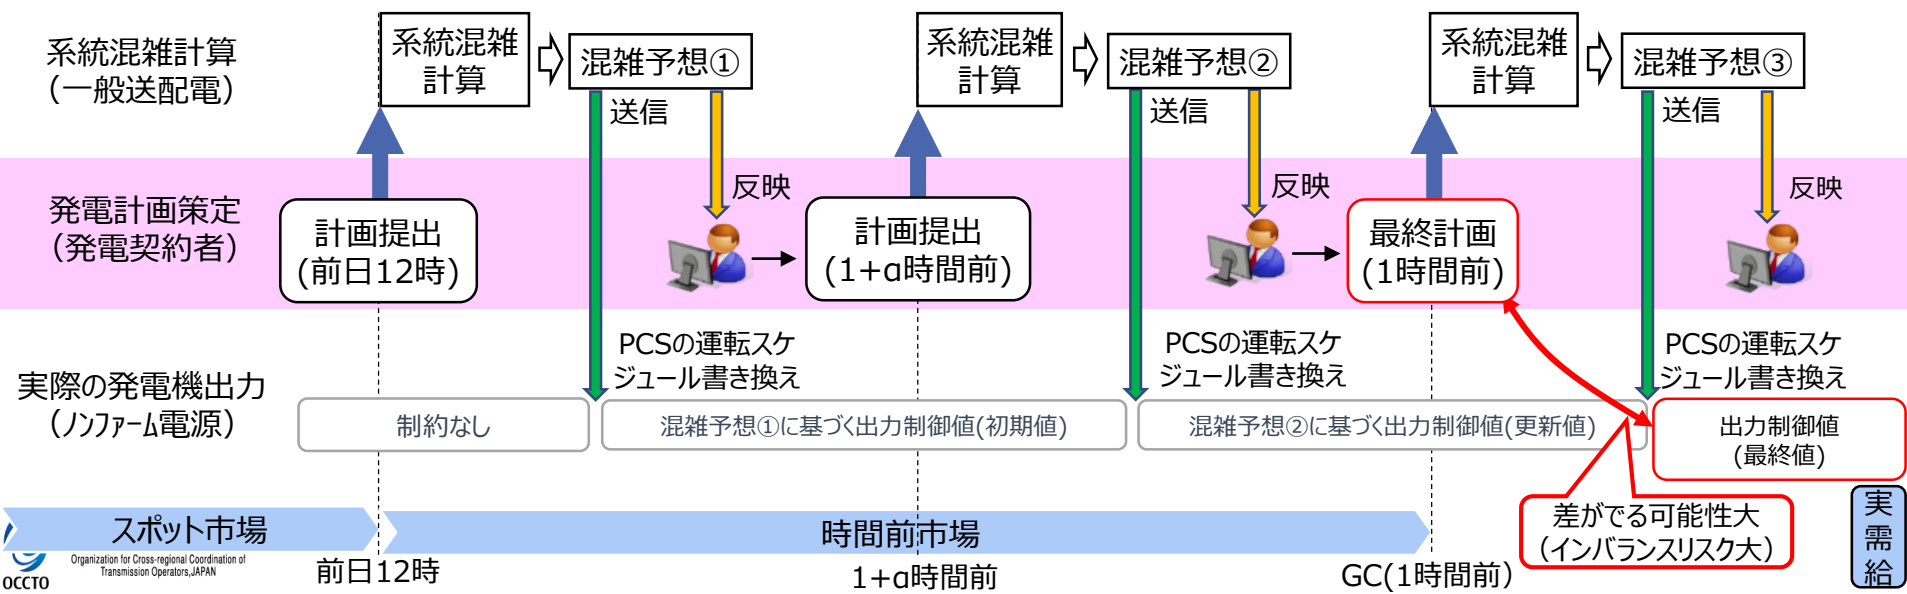 系統混雑計算
（一般送配電）
系統混雑
計算
混雑予想①
送信
系統混雑
計算
混雑予想②
送信
系統混雑
計算
混雑予想③
送信
発電計画策定
（発電契約者）
計画提出
(前日12時)
反映
計画提出
(1+α時間前)
反映
最終計画
(1時間前)
反映
実際の発電機出力
（ノンファーム電源）
PCSの運転スケ
ジュール書き換え
PCSの運転スケ
ジュール書き換え
PCSの運転スケ
ジュール書き換え
制約なし
混雑予想①に基づく出力制御値(初期値)
混雑予想②に基づく出力制御値(更新値)
出力制御値
(最終値)
差がでる可能性大
（インバランスリスク大）
スポット市場
時間前市場
実
需
給
前日12時
1+α時間前
GC(1時間前）
OCCTO
Organization for Cross-regional Coordination of
Transmission Operators,JAPAN